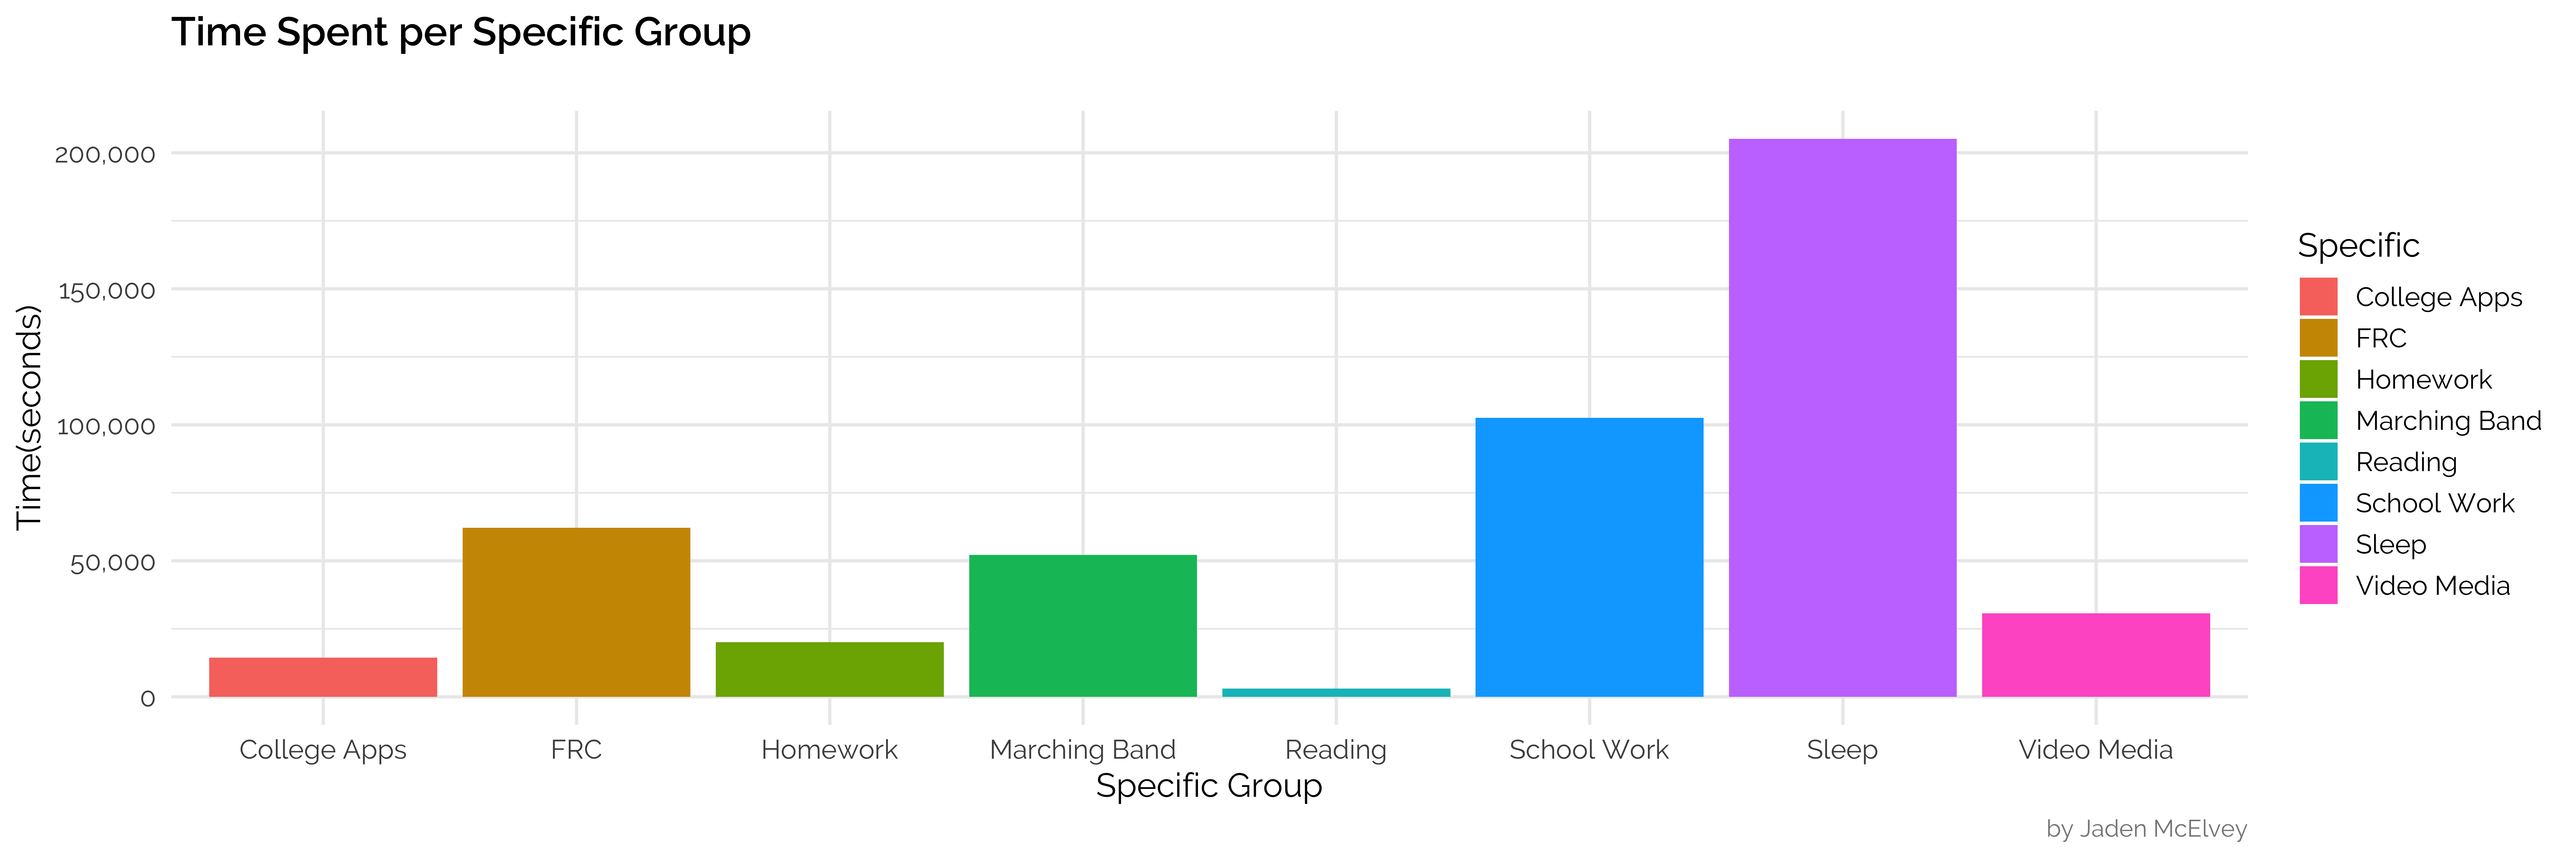 Time Spent per Specific Group
200,000
150,000
100,000
50,000
0
Time(seconds)
College Apps
FRC
Homework
Marching Band
Reading
School Work
Sleep
Video Media
Specific Group
Specific
College Apps
FRC
Homework
Marching Band
Reading
School Work
Sleep
Video Media
by Jaden McElvey